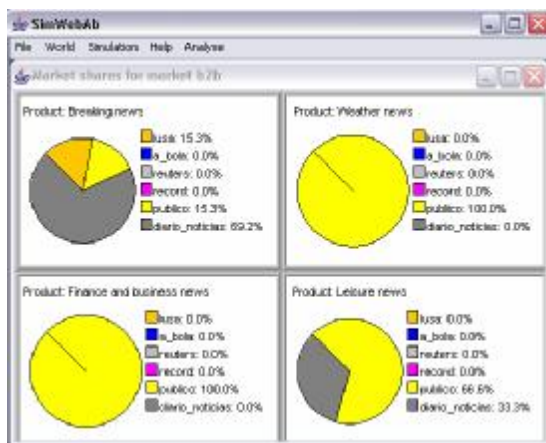 SimWebAb
File World Simulation Help Analyse
Market shares for market b2b
Product: Breaking news
lusa: 15.3%
a_bola: 0.0%
reuters: 0.0%
record: 0.0%
publico: 15.3%
diario_noticias: 69.2%
Product: Weather news
lusa: 0.0%
a_bola: 0.0%
reuters: 0.0%
record: 0.0%
publico: 100.0%
diario_noticias: 0.0%
Product: Finance and business news
lusa: 0.0%
a_bola: 0.0%
reuters: 0.0%
record: 0.0%
publico: 100.0%
diario_noticias: 0.0%
Product: Leisure news
lusa: 0.0%
a_bola: 0.0%
reuters: 0.0%
record: 0.0%
publico: 66.6%
diario_noticias: 33.3%